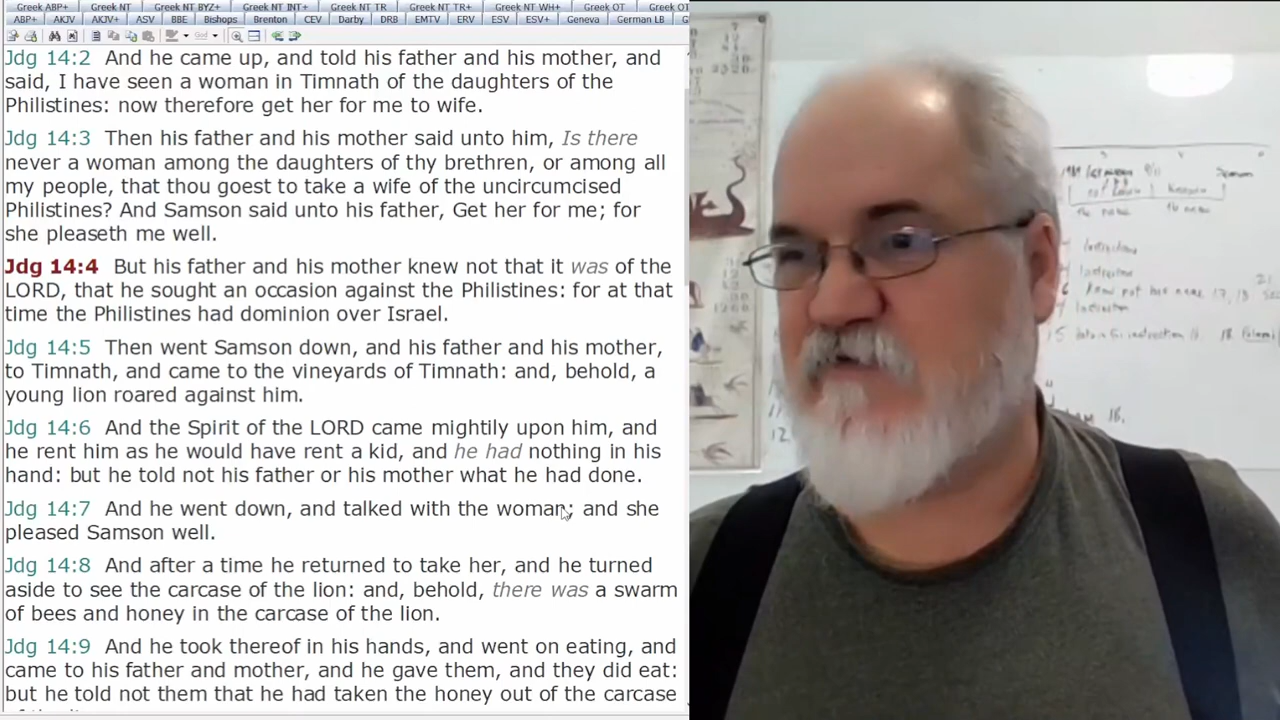 Greek ABP+ Greek NT Greek NT BYZ+ Greek NT INT+ Greek NT TR Greek NT TR+ Greek NT WH+ Greek OT Greek OT
ABP+ AKJV AKJV+ ASV BBE Bishops Brenton CEV Darby DRB EMTV ERV ESV ESV+ Geneva German LB G
Jdg 14:2 And he came up, and told his father and his mother, and
said, I have seen a woman in Timnath of the daughters of the
Philistines: now therefore get her for me to wife.
Jdg 14:3 Then his father and his mother said unto him, Is there
never a woman among the daughters of thy brethren, or among all
my people, that thou goest to take a wife of the uncircumcised
Philistines? And Samson said unto his father, Get her for me; for
she pleaseth me well.
Jdg 14:4 But his father and his mother knew not that it was of the
LORD, that he sought an occasion against the Philistines: for at that
time the Philistines had dominion over Israel.
Jdg 14:5 Then went Samson down, and his father and his mother,
to Timnath, and came to the vineyards of Timnath: and, behold, a
young lion roared against him.
Jdg 14:6 And the Spirit of the LORD came mightily upon him, and
he rent him as he would have rent a kid, and he had nothing in his
hand: but he told not his father or his mother what he had done.
Jdg 14:7 And he went down, and talked with the woman; and she
pleased Samson well.
Jdg 14:8 And after a time he returned to take her, and he turned
aside to see the carcase of the lion: and, behold, there was a swarm
of bees and honey in the carcase of the lion.
Jdg 14:9 And he took thereof in his hands, and went on eating, and
came to his father and mother, and he gave them, and they did eat:
but he told not them that he had taken the honey out of the carcase
1989
9/11
Instruction
Instruction
Know not his name 17, 18
Instruction